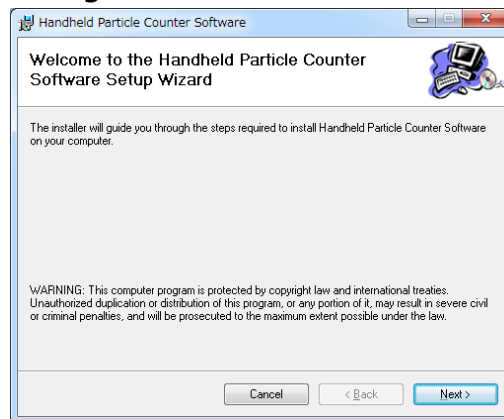 Handheld Particle Counter Software
Welcome to the Handheld Particle Counter
Software Setup Wizard
The installer will guide you through the steps required to install Handheld Particle Counter Software
on your computer.
WARNING: This computer program is protected by copyright law and international treaties.
Unauthorized duplication or distribution of this program, or any portion of it, may result in severe civil
or criminal penalties, and will be prosecuted to the maximum extent possible under the law.
Cancel < Back Next >